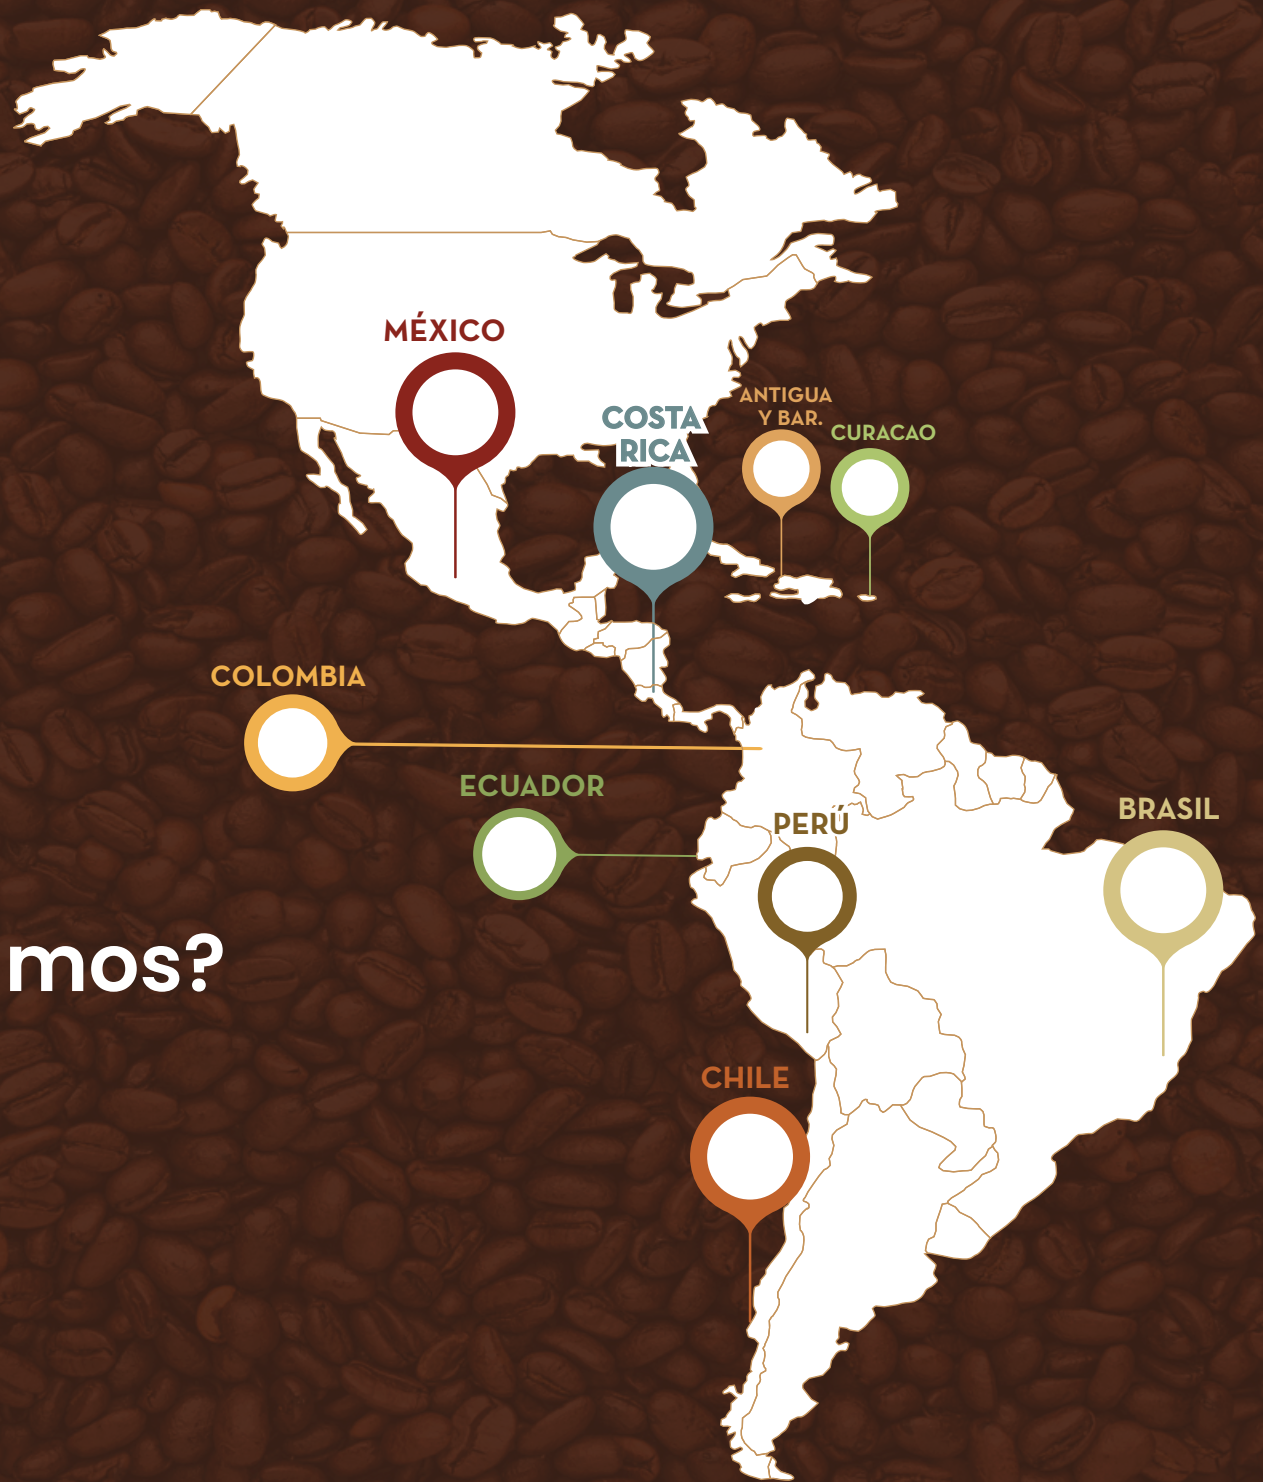 MÉXICO
COSTA
RICA
ANTIGUA
Y BAR.
CURACAO
COLOMBIA
ECUADOR
PERÚ
BRASIL
mos?
CHILE